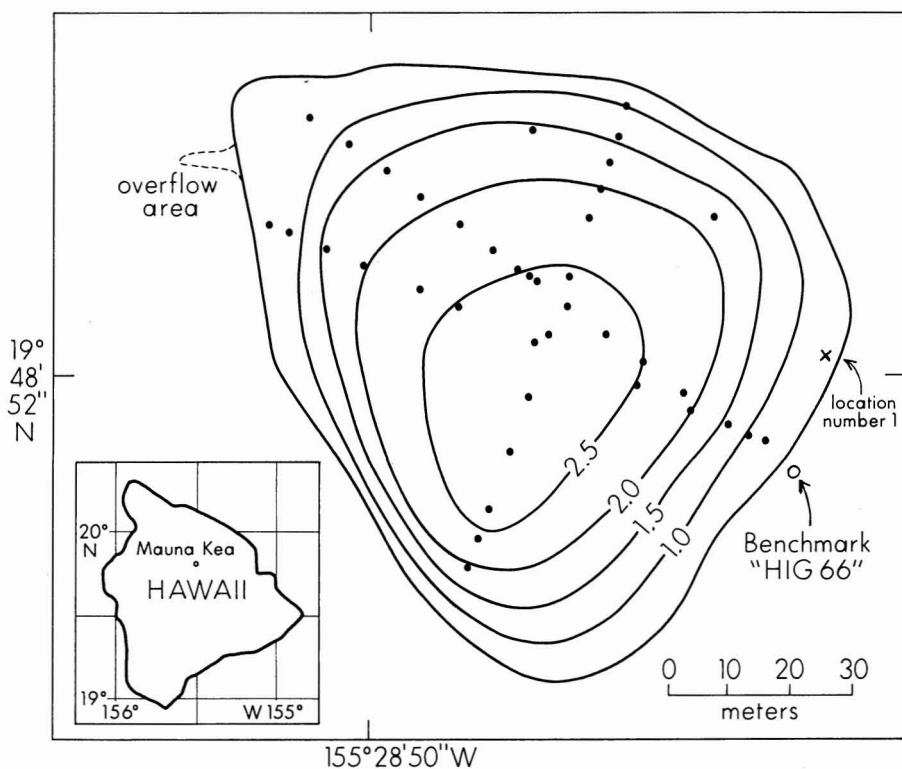 overflow
area
19°
48'
52"
N
location
number 1
2.5
2.0
1.5
1.0
Benchmark
"HIG 66"
20°
N
Mauna Kea
HAWAII
19°
156°
W 155°
0 10 20 30
meters
155°28'50"W